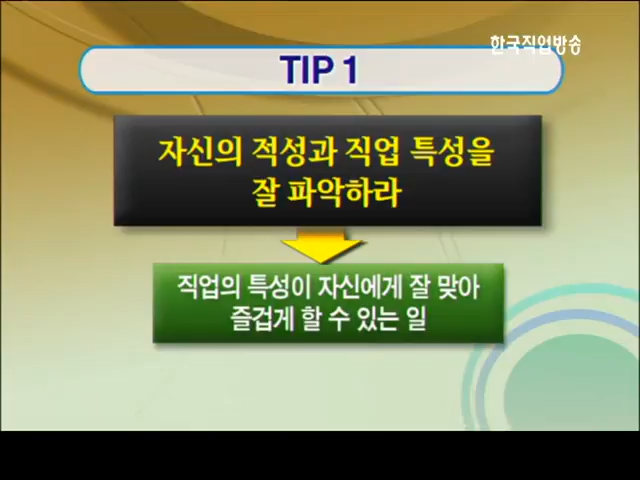 한국직업방송
TIP 1
자신의 적성과 직업 특성을
잘 파악하라
직업의 특성이 자신에게 잘 맞아
즐겁게 할 수 있는 일